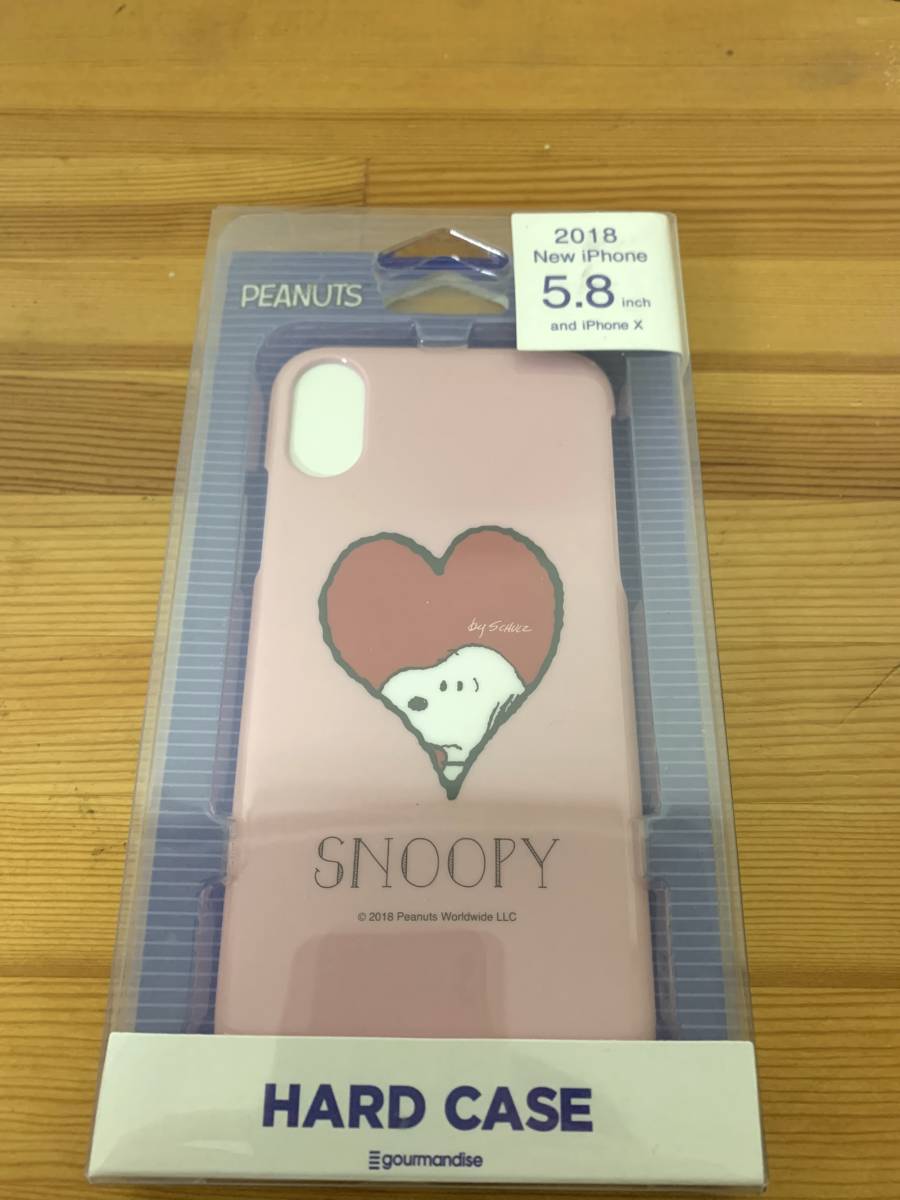 2018
New iPhone
5.8 inch
and iPhone X
PEANUTS
by SCHULZ
SNOOPY
© 2018 Peanuts Worldwide LLC
HARD CASE
gourmandise